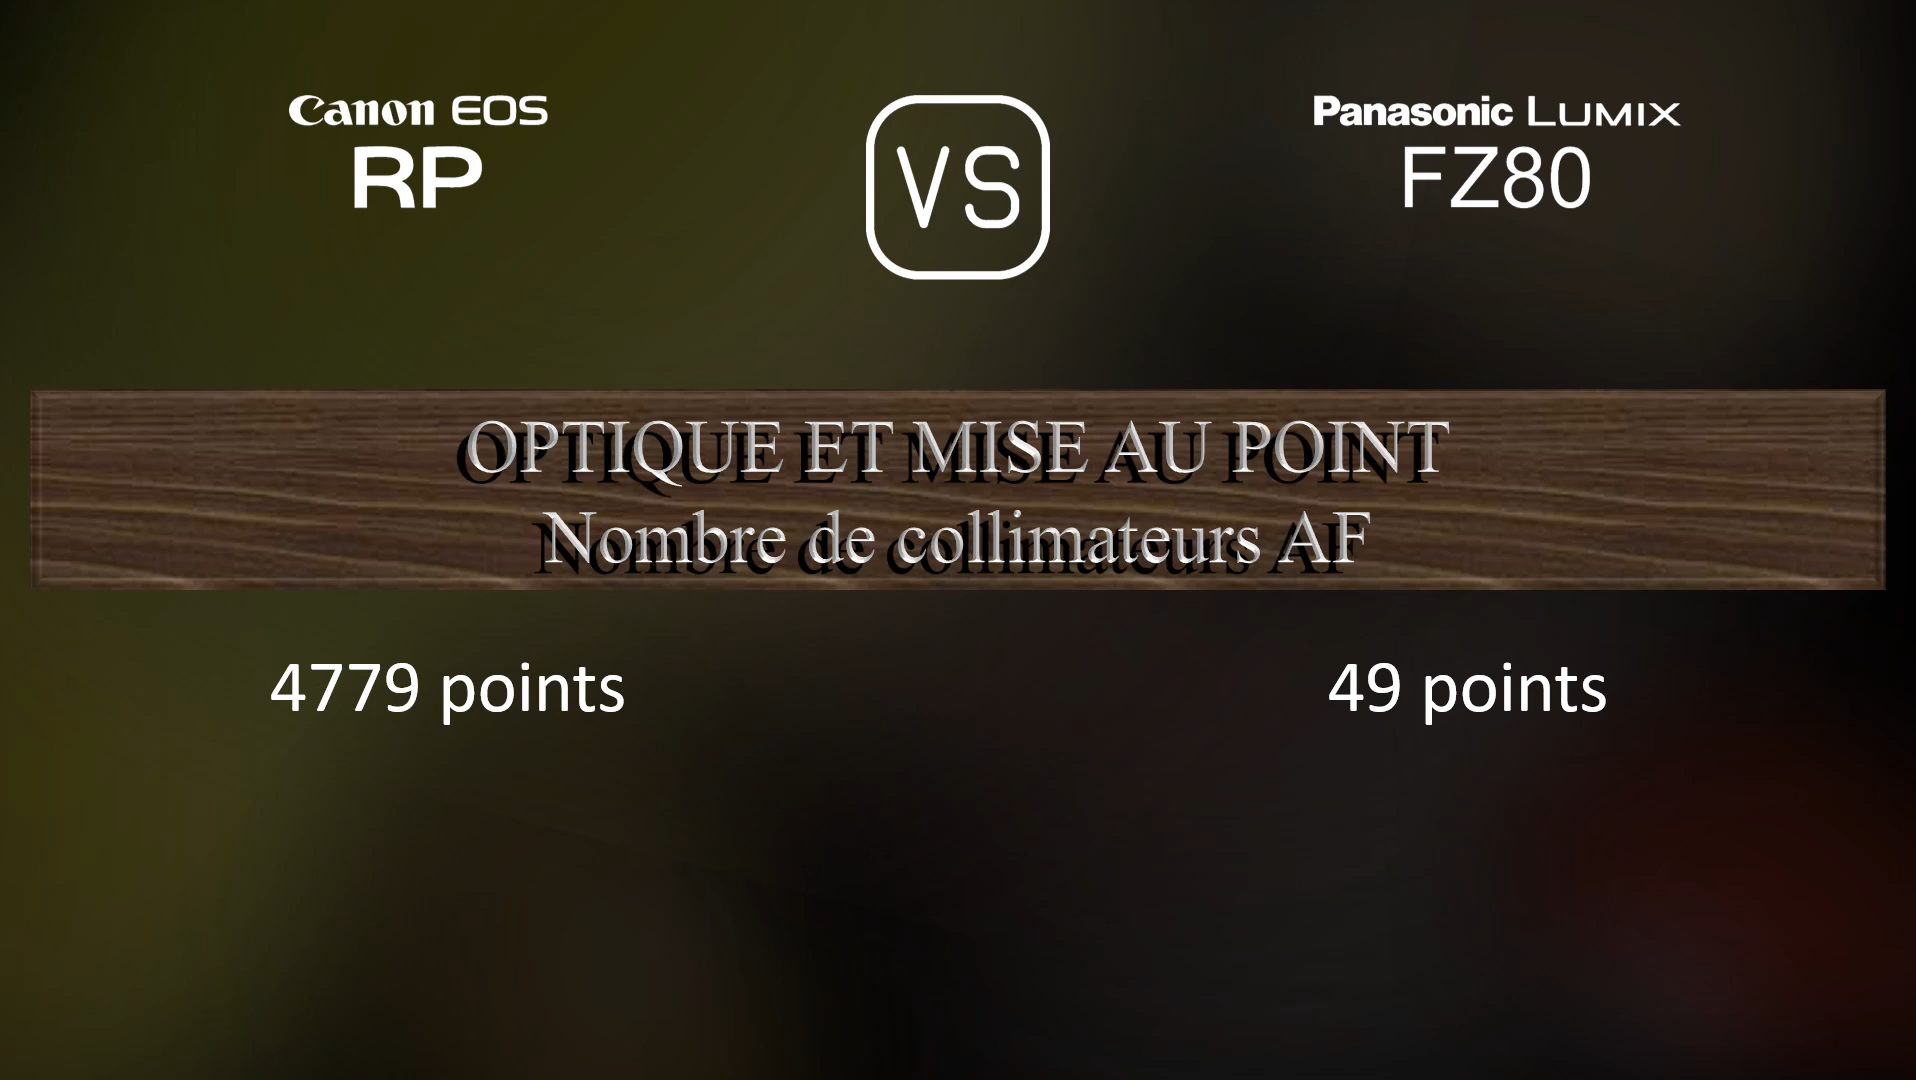 Canon EOS
RP
VS
Panasonic LUMIX
FZ80
OPTIQUE ET MISE AU POINT
Nombre de collimateurs AF
4779 points
49 points